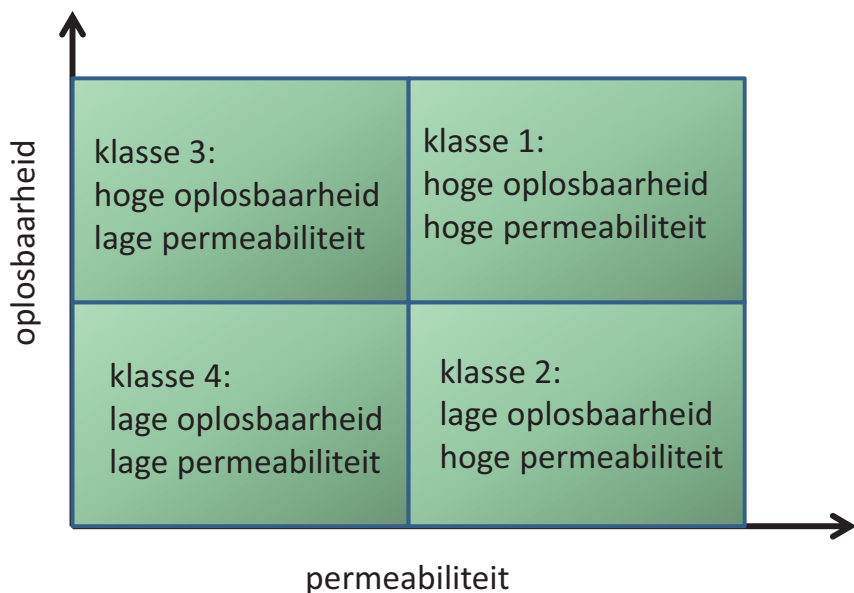 oplosbaarheid
klasse 3:
hoge oplosbaarheid
lage permeabiliteit
klasse 1:
hoge oplosbaarheid
hoge permeabiliteit
klasse 4:
lage oplosbaarheid
lage permeabiliteit
klasse 2:
lage oplosbaarheid
hoge permeabiliteit
permeabiliteit